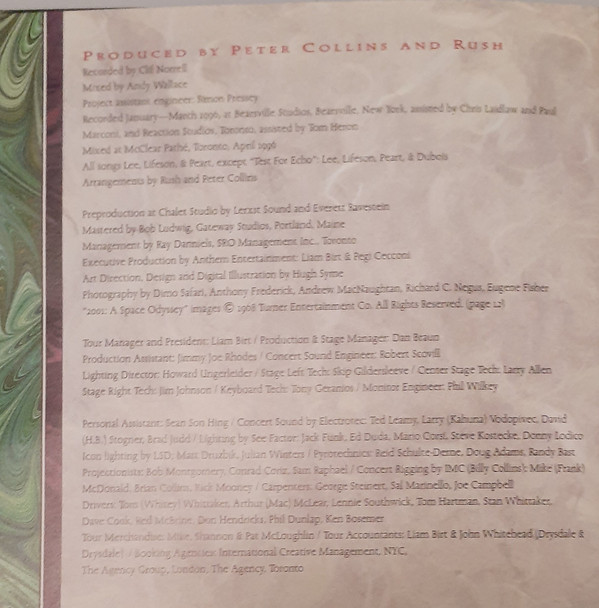 PRODUCED BY PETER COLLINS AND RUSH
Recorded by Clif Norrell
Mixed by Andy Wallace
Project assistant engineer: Simon Pressey
Recorded January—March 1996, at Bearsville Studios, Bearsville, New York, assisted by Chris Laidlaw and Paul
Marconi, and Reaction Studios, Toronto, assisted by Tom Heron
Mixed at McClear Pathé, Toronto, April 1996
All songs Lee, Lifeson, & Peart, except "Test For Echo": Lee, Lifeson, Peart, & Dubois
Arrangements by Rush and Peter Collins
Preproduction at Chalet Studio by Lerxst Sound and Everett Ravestein
Mastered by Bob Ludwig, Gateway Studios, Portland, Maine
Management by Ray Danniels, SRO Management Inc., Toronto
Executive Production by Anthem Entertainment: Liam Birt & Pegi Cecconi
Art Direction, Design and Digital Illustration by Hugh Syme
Photography by Dimo Safari, Anthony Frederick, Andrew MacNaughtan, Richard C. Negus, Eugene Fisher
"2001: A Space Odyssey" images © 1968 Turner Entertainment Co. All Rights Reserved. (page 12)
Tour Manager and President: Liam Birt / Production & Stage Manager: Dan Braun
Production Assistant: Jimmy Joe Rhodes / Concert Sound Engineer: Robert Scovill
Lighting Director: Howard Ungerleider / Stage Left Tech: Skip Gildersleeve / Center Stage Tech: Larry Allen
Stage Right Tech: Jim Johnson / Keyboard Tech: Tony Geranios / Monitor Engineer: Phil Wilkey
Personal Assistant: Sean Son Hing / Concert Sound by Electrotec: Ted Leamy, Larry (Kahuna) Vodopivec, David
(H.B.) Stogner, Brad Judd / Lighting by See Factor: Jack Funk, Ed Duda, Mario Corsi, Steve Kostecke, Donny Lodico
Icon lighting by LSD: Matt Druzbik, Julian Winters / Pyrotechnics: Reid Schulte-Derne, Doug Adams, Randy Bast
Projectionists: Bob Montgomery, Conrad Coriz, Sam Raphael / Concert Rigging by IMC (Billy Collins): Mike (Frank)
McDonald, Brian Collins, Rick Mooney / Carpenters: George Steinert, Sal Marinello, Joe Campbell
Drivers: Tom (Whitey) Whittaker, Arthur (Mac) McLear, Lennie Southwick, Tom Hartman, Stan Whittaker,
Dave Cook, Red McBrine, Don Hendricks, Phil Dunlap, Ken Bosemer
Tour Merchandise: Mike, Shannon & Pat McLoughlin / Tour Accountants: Liam Birt & John Whitehead (Drysdale &
Drysdale) / Booking Agencies: International Creative Management, NYC,
The Agency Group, London, The Agency, Toronto